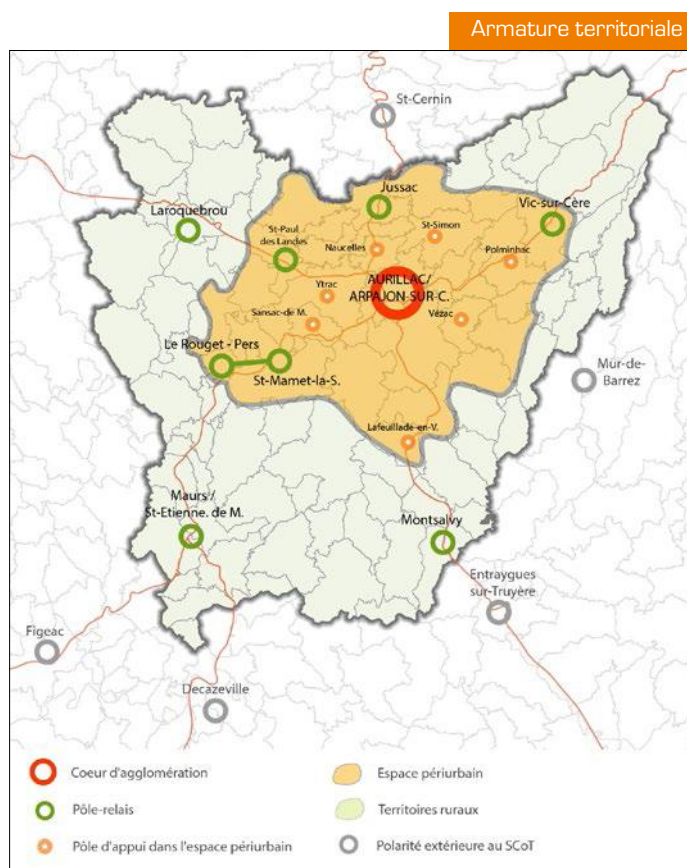 Armature territoriale
St-Cernin
Jussac
Vic-sur-Cère
Laroquebrou
St-Paul
des Landes
St-Simon
Naucelles
Polminhac
AURILLAC/
ARPAJON-SUR-C.
Ytrac
Sansac-de M.
Vézac
Le Rouget - Pers
St-Mamet-la-S.
Mur-de-
Barrez
Lafeuillade-en-V.
Maurs /
St-Etienne. de M.
Montsalvy
Entraygues
sur-Truyère
Figeac
Decazeville
Coeur d'agglomération
Espace périurbain
Pôle-relais
Territoires ruraux
Pôle d'appui dans l'espace périurbain
Polarité extérieure au SCoT